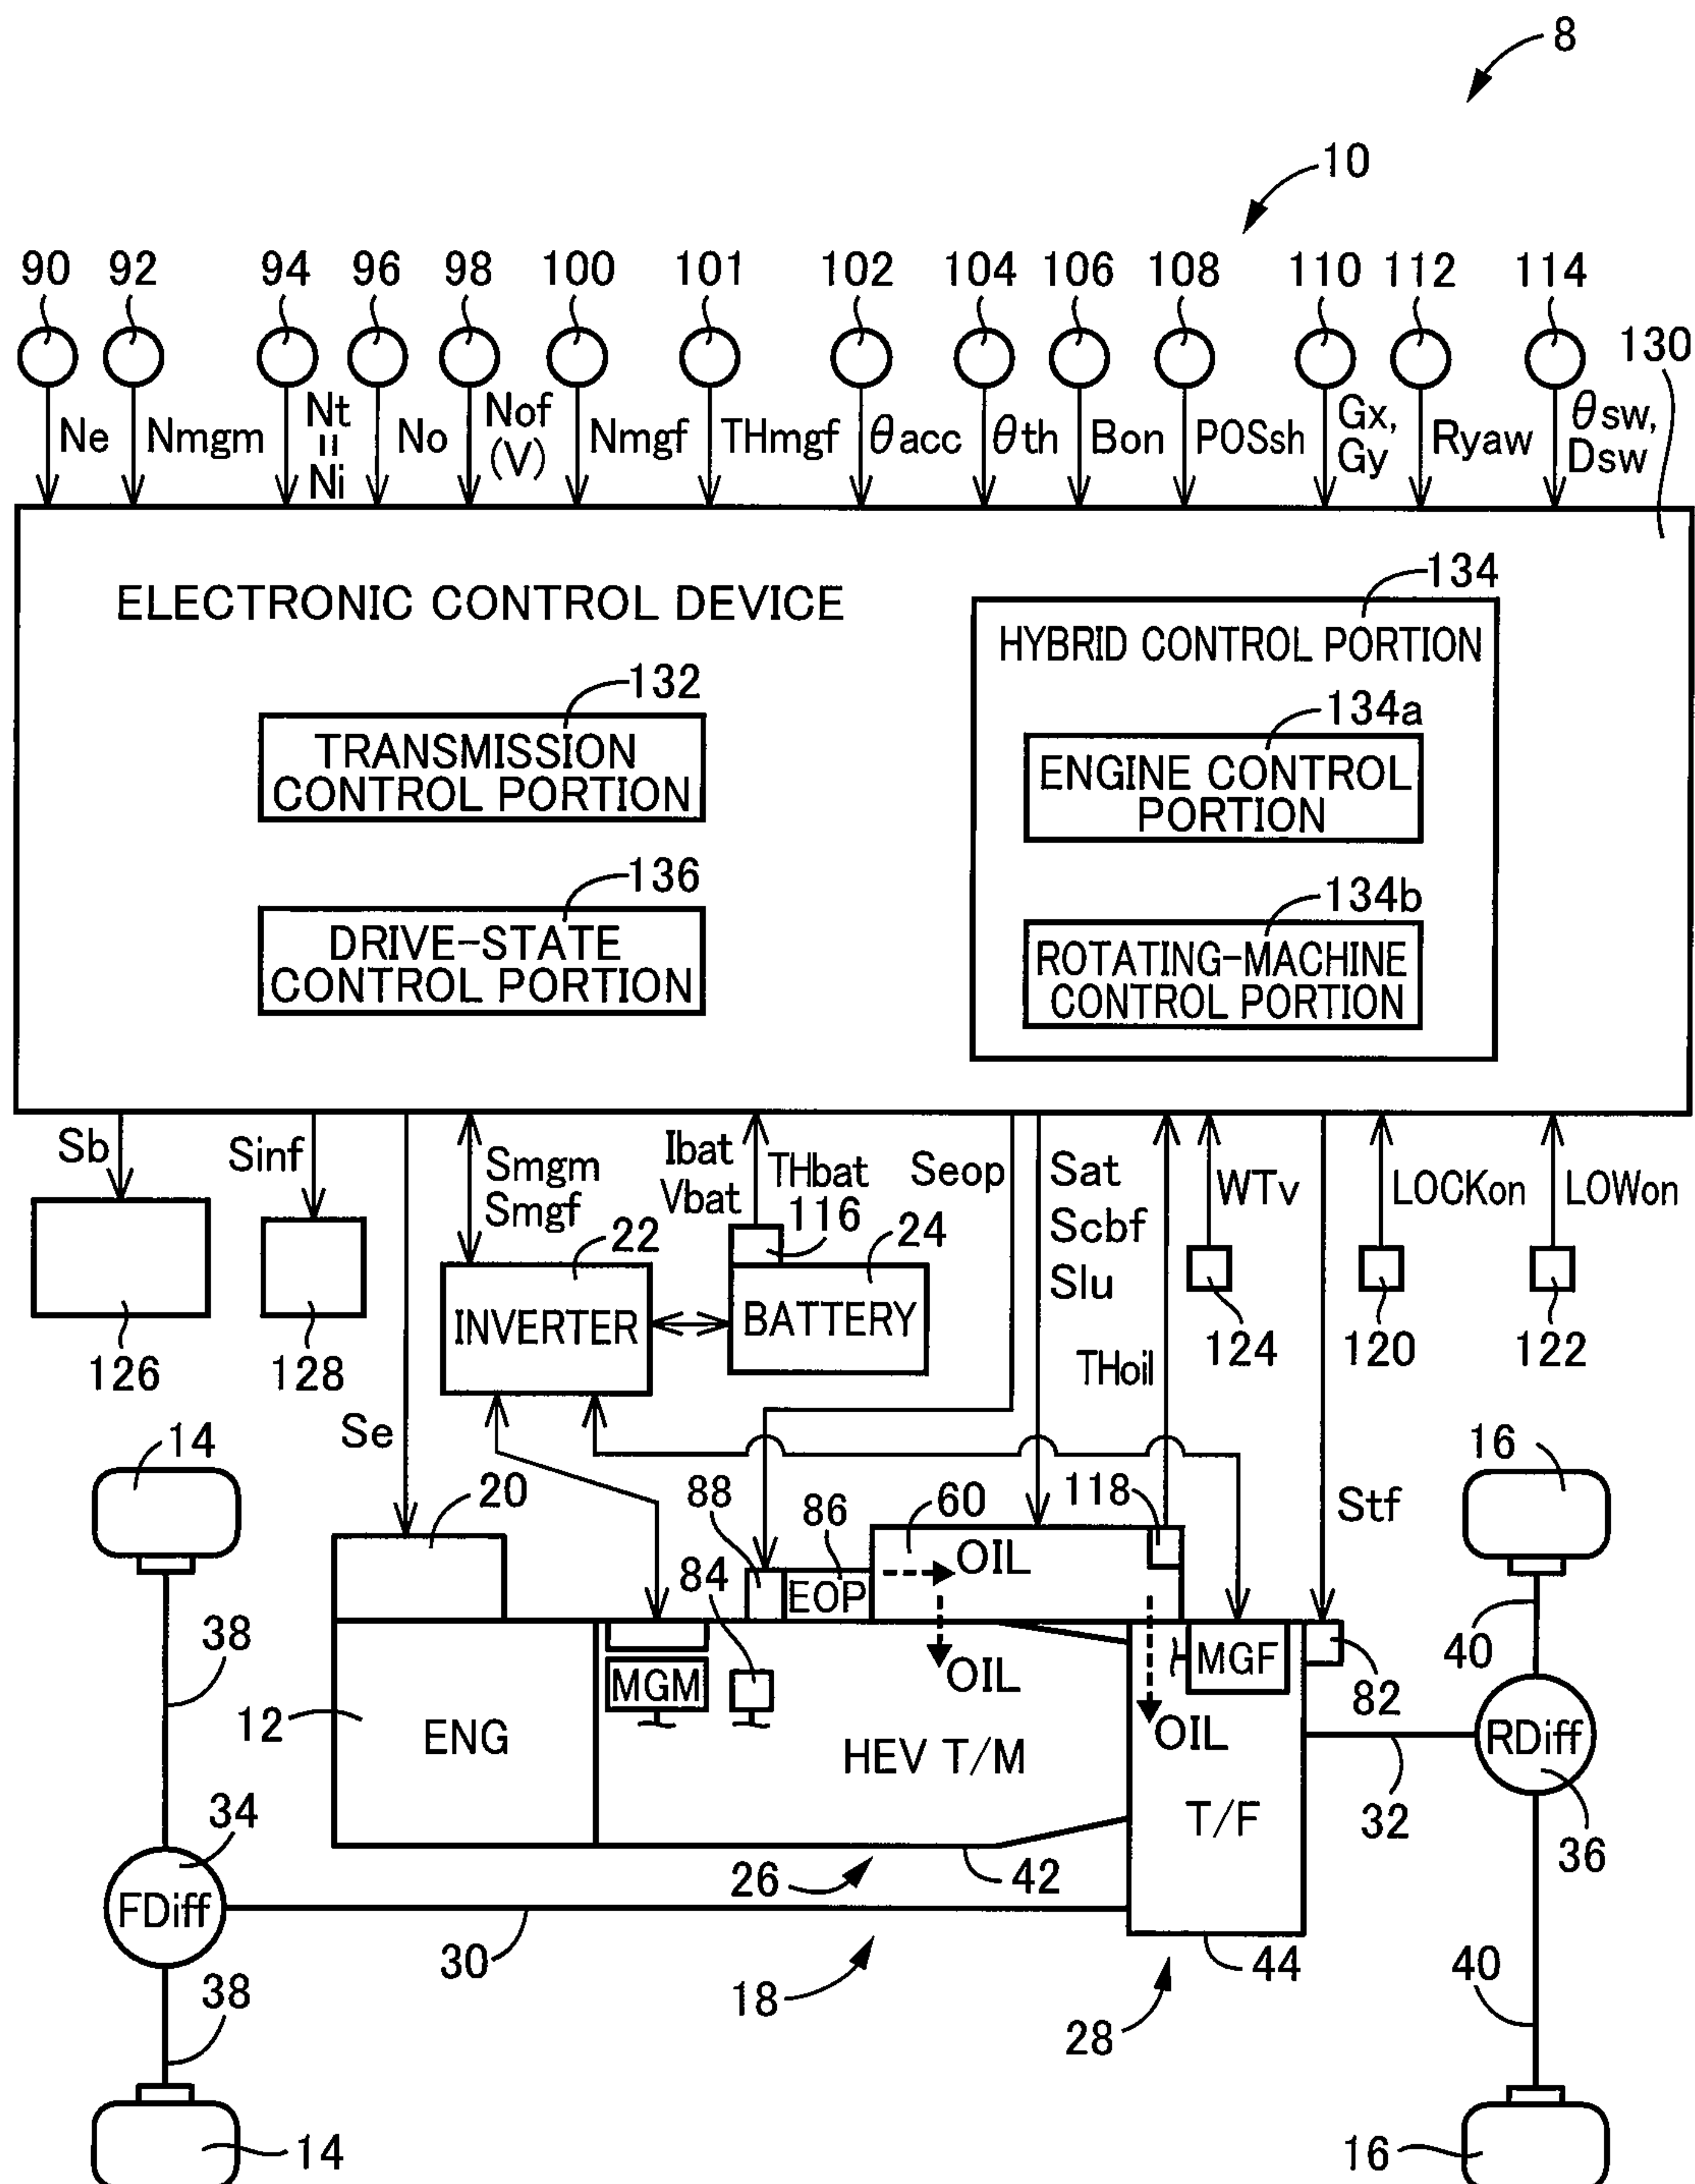 8
10
90 92 94 96 98 100 101 102 104 106 108 110 112 114
130
Ne Nmgm Nt = Ni No Nof (V) Nmgf THmgf θacc θth Bon POSsh Gx, Gy Ryaw θsw, Dsw
ELECTRONIC CONTROL DEVICE
134
HYBRID CONTROL PORTION
132
TRANSMISSION
CONTROL PORTION
134a
ENGINE CONTROL
PORTION
136
DRIVE-STATE
CONTROL PORTION
134b
ROTATING-MACHINE
CONTROL PORTION
Sb
Sinf
Smgm
Smgf
Ibat
Vbat
THbat
116
Seop
Sat
Scbf
Slu
WTv
LOCKon
LOWon
22
24
INVERTER
BATTERY
126
128
124
120
122
THoil
Se
14
16
20
88
86
60
118
Stf
OIL
84
EOP
38
40
MGM
OIL
MGF
82
12
ENG
HEV T/M
OIL
RDiff
34
T/F
32
36
26
42
FDiff
30
18
44
28
38
40
14
16